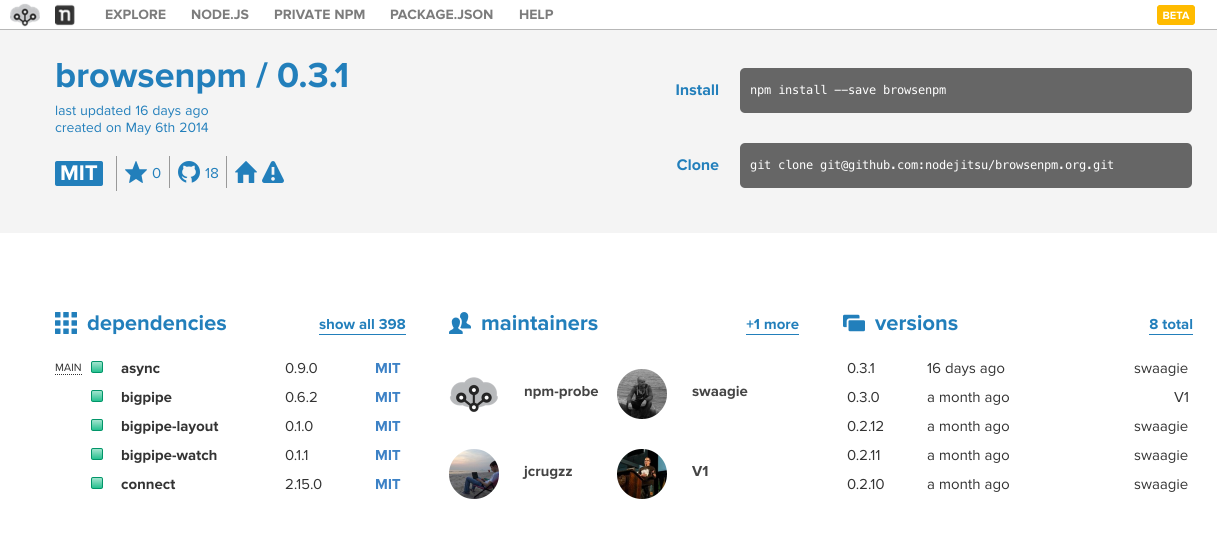 n EXPLORE NODE.JS PRIVATE NPM PACKAGE.JSON HELP BETA
browsenpm / 0.3.1
last updated 16 days ago
created on May 6th 2014
MIT 0 18
Install npm install --save browsenpm
Clone git clone git@github.com:nodejitsu/browsenpm.org.git
dependencies show all 398
MAIN async 0.9.0 MIT
bigpipe 0.6.2 MIT
bigpipe-layout 0.1.0 MIT
bigpipe-watch 0.1.1 MIT
connect 2.15.0 MIT
maintainers +1 more
npm-probe swaagie
jcrugzz V1
versions 8 total
0.3.1 16 days ago swaagie
0.3.0 a month ago V1
0.2.12 a month ago swaagie
0.2.11 a month ago swaagie
0.2.10 a month ago swaagie